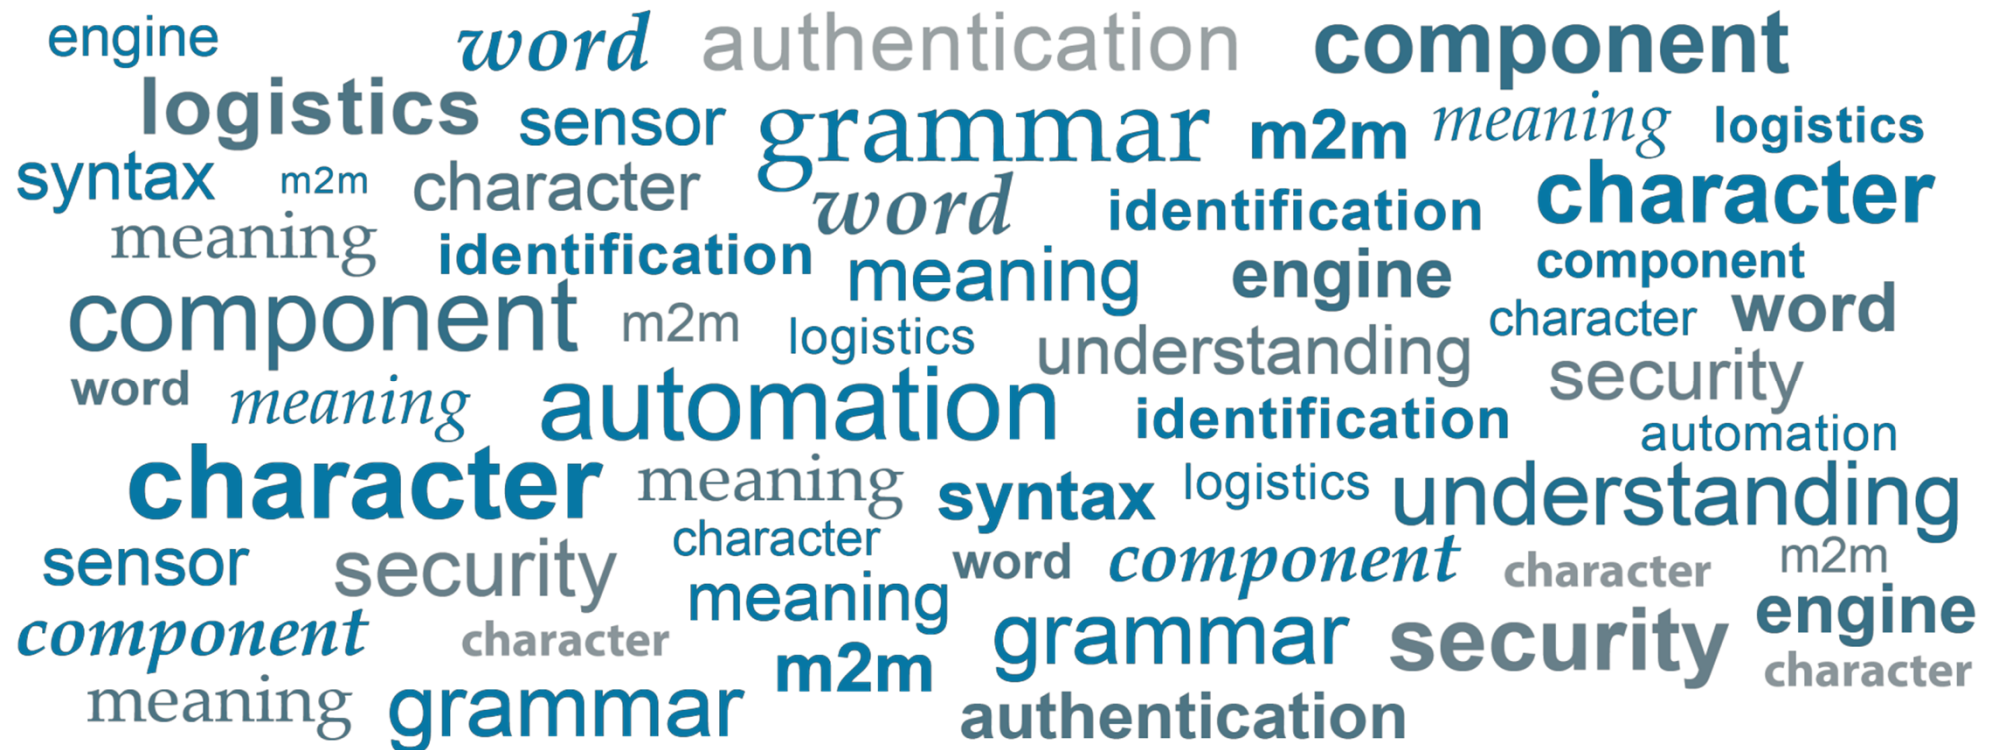 engine word authentication component
logistics sensor grammar m2m meaning logistics
syntax m2m character word identification character
meaning identification meaning engine component
component m2m logistics understanding character word
word meaning automation identification security
automation
character meaning syntax logistics understanding
sensor security character word component character m2m
component character meaning grammar security engine
meaning grammar m2m authentication character